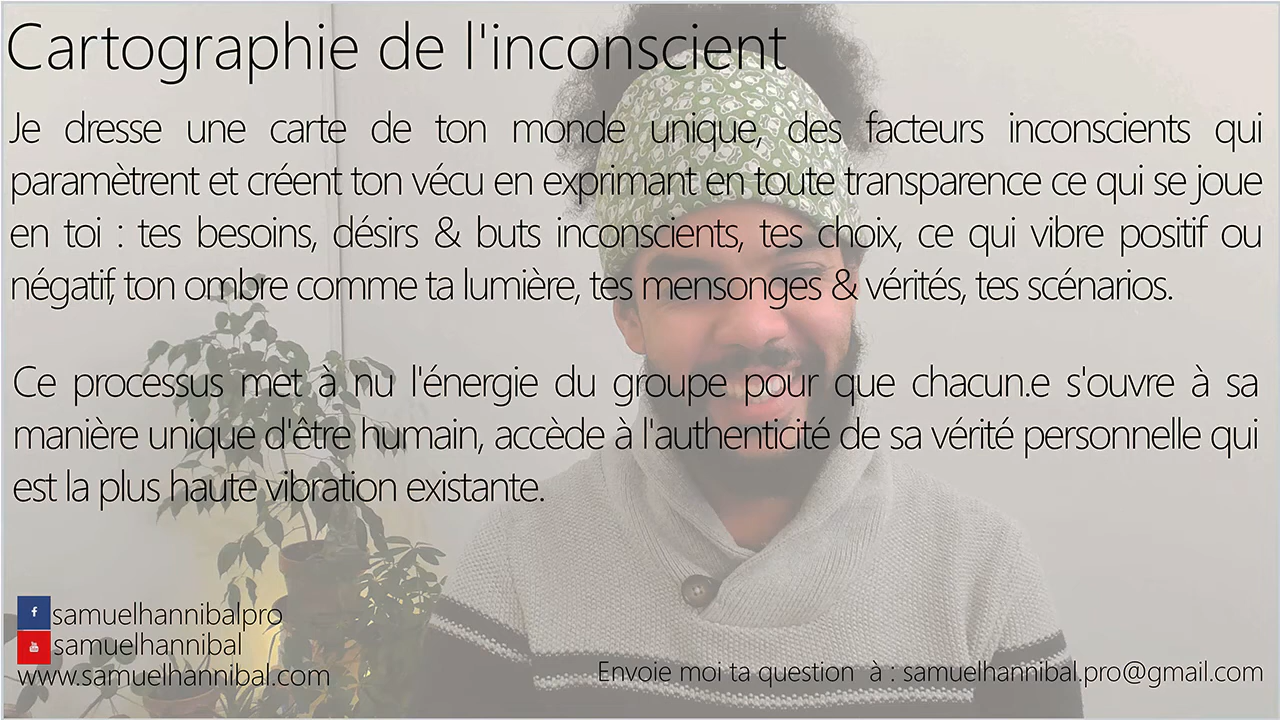 Cartographie de l'inconscient
Je dresse une carte de ton monde unique, des facteurs inconscients qui
paramètrent et créent ton vécu en exprimant en toute transparence ce qui se joue
en toi : tes besoins, désirs & buts inconscients, tes choix, ce qui vibre positif ou
négatif, ton ombre comme ta lumière, tes mensonges & vérités, tes scénarios.
Ce processus met à nu l'énergie du groupe pour que chacun.e s'ouvre à sa
manière unique d'être humain, accède à l'authenticité de sa vérité personnelle qui
est la plus haute vibration existante.
f samuelhannibalpro
samuelhannibal
www.samuelhannibal.com
Envoie moi ta question à : samuelhannibal.pro@gmail.com